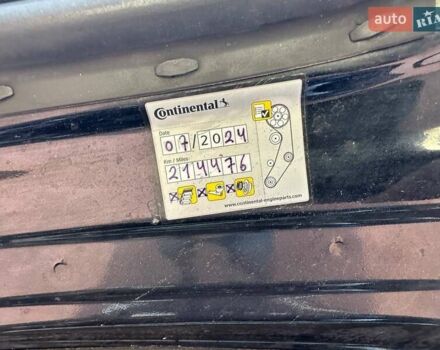 auto RIA
Continental
Date
07/2024
Km / Miles
214476
x x x
www.continental-engineparts.com